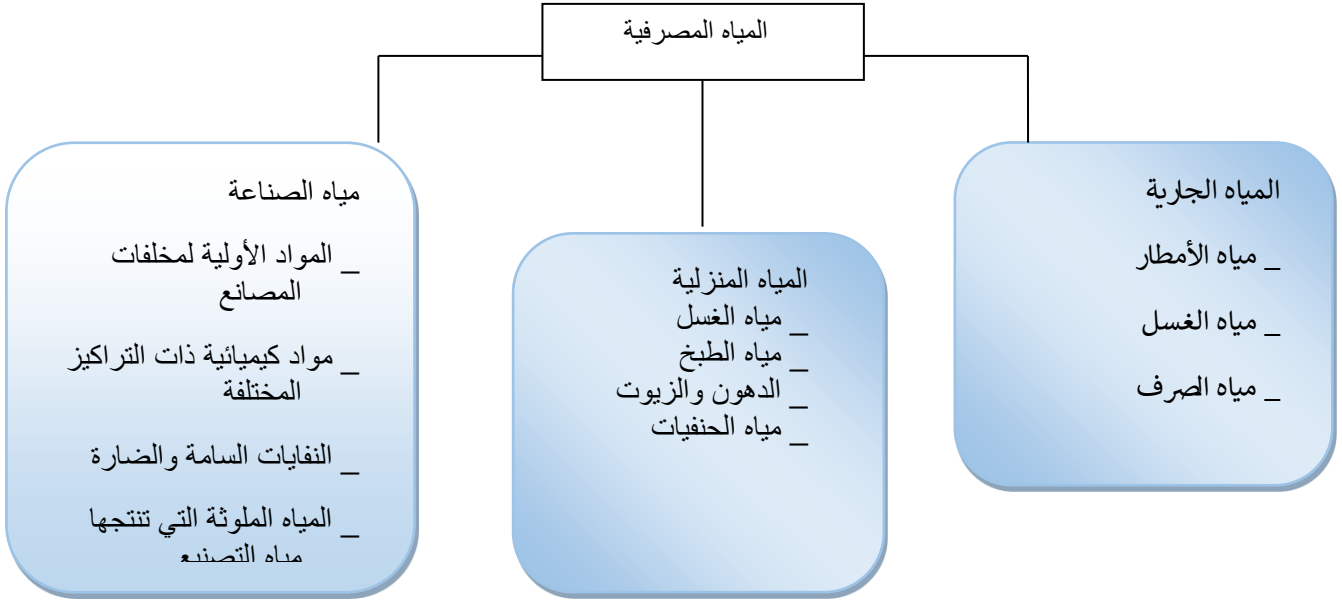 المياه المصرفية
المياه الجارية
_ مياه الأمطار
_ مياه الغسل
_ مياه الصرف
المياه المنزلية
_ مياه الغسل
_ مياه الطبخ
_ الدهون والزيوت
_ مياه الحنفيات
مياه الصناعة
_ المواد الأولية لمخلفات
المصانع
_ مواد كيميائية ذات التراكيز
المختلفة
_ النفايات السامة والضارة
_ المياه الملوثة التي تنتجها
مياه التصنيع